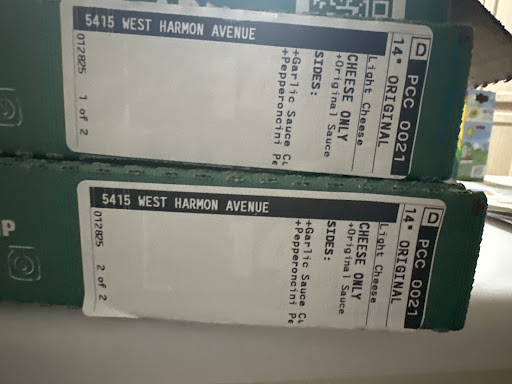 D PCC 0021
14" ORIGINAL
Light Cheese
CHEESE ONLY
+Original Sauce
SIDES:
+Garlic Sauce
+Pepperoncini
5415 WEST HARMON AVENUE
012825 1 of 2
D PCC 0021
14" ORIGINAL
Light Cheese
CHEESE ONLY
+Original Sauce
SIDES:
+Garlic Sauce
+Pepperoncini
5415 WEST HARMON AVENUE
012825 2 of 2
P